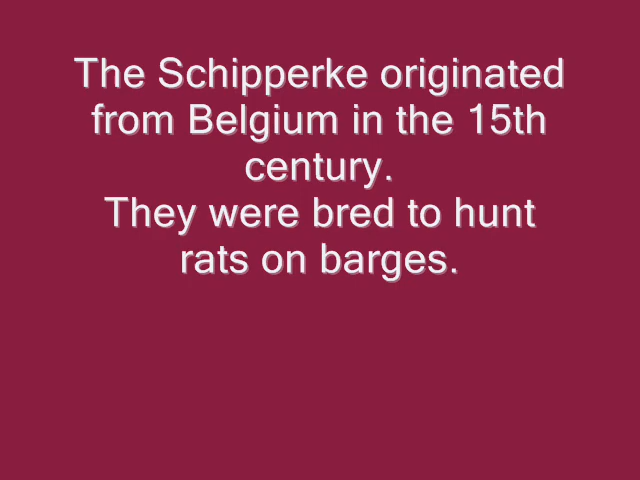 The Schipperke originated
from Belgium in the 15th
century.
They were bred to hunt
rats on barges.